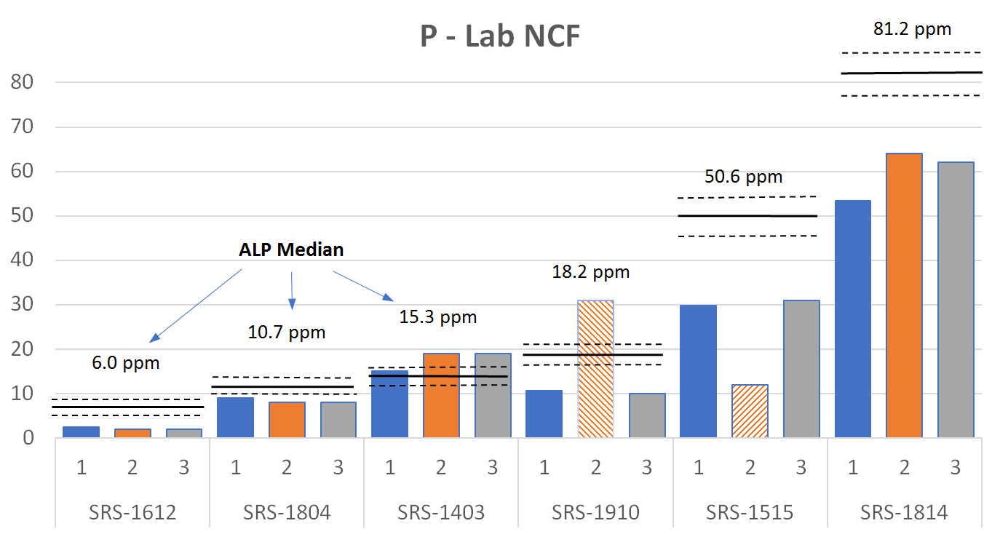 P - Lab NCF
81.2 ppm
80
70
60
50.6 ppm
50
ALP Median
40
18.2 ppm
30
15.3 ppm
10.7 ppm
20
6.0 ppm
10
0
1 2 3 1 2 3 1 2 3 1 2 3 1 2 3 1 2 3
SRS-1612 SRS-1804 SRS-1403 SRS-1910 SRS-1515 SRS-1814